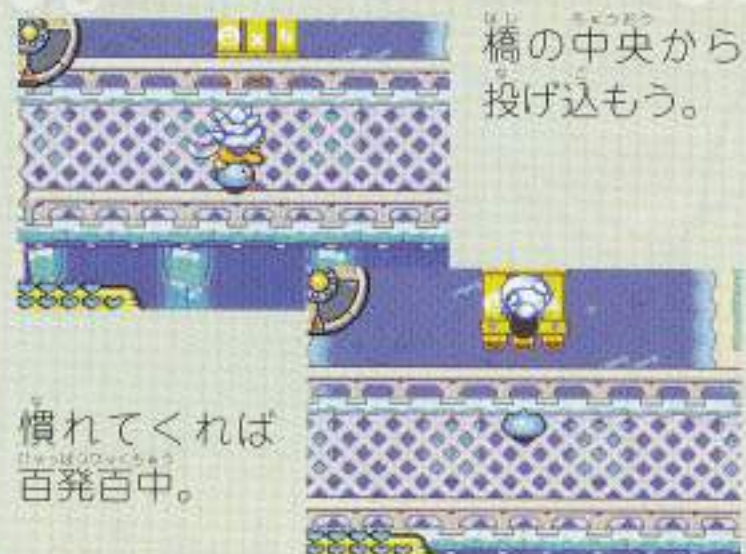 橋の中央から
投げ込もう。
慣れてくれば
百発百中。